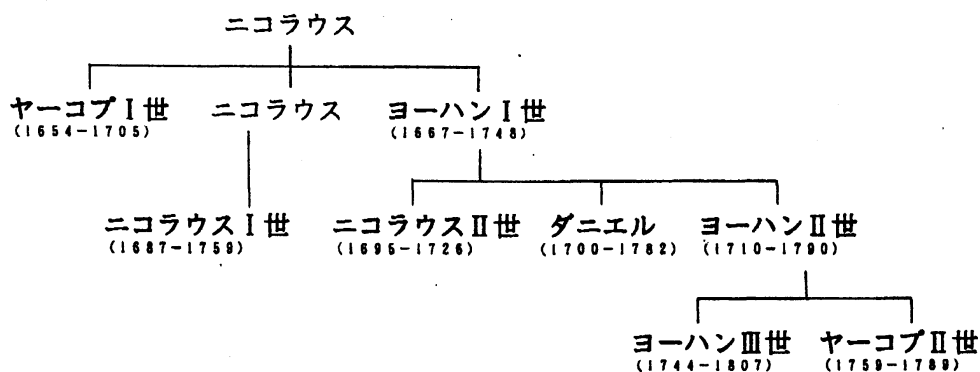 ニコラウス
ヤーコプⅠ世 ニコラウス ヨーハンⅠ世
(1654-1705) (1667-1748)
ニコラウスⅠ世 ニコラウスⅡ世 ダニエル ヨーハンⅡ世
(1687-1759) (1695-1726) (1700-1782) (1710-1790)
ヨーハンⅢ世 ヤーコプⅡ世
(1744-1807) (1759-1789)